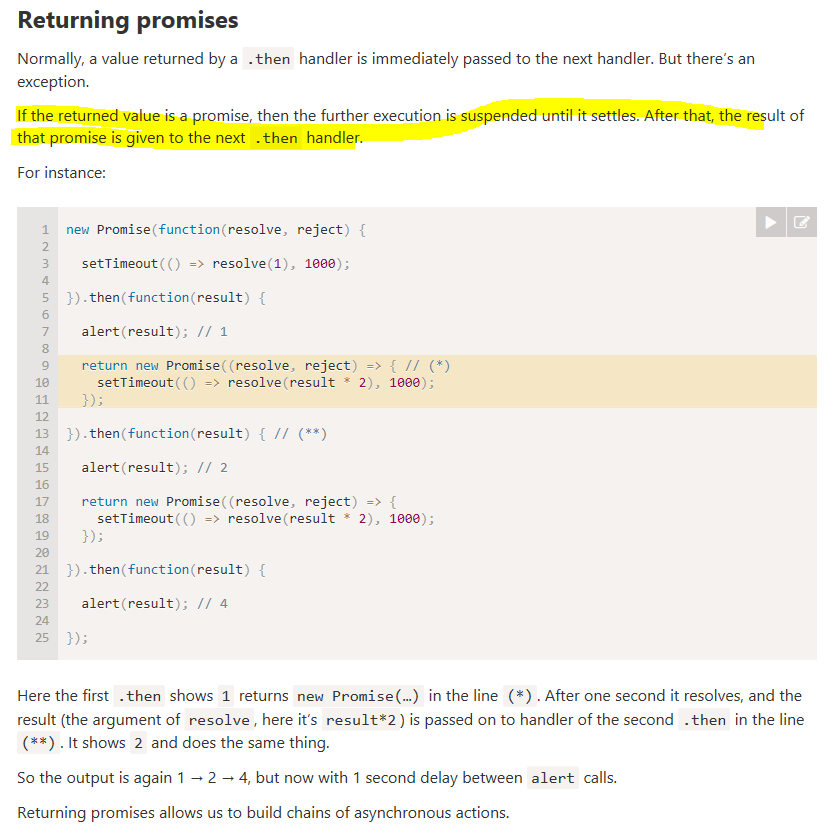 Returning promises
Normally, a value returned by a .then handler is immediately passed to the next handler. But there's an
exception.
If the returned value is a promise, then the further execution is suspended until it settles. After that, the result of
that promise is given to the next .then handler.
For instance:
1 new Promise(function(resolve, reject) {
2
3   setTimeout(() => resolve(1), 1000);
4
5 }).then(function(result) {
6
7   alert(result); // 1
8
9   return new Promise((resolve, reject) => { // (*)
10     setTimeout(() => resolve(result * 2), 1000);
11   });
12
13 }).then(function(result) { // (**)
14
15   alert(result); // 2
16
17   return new Promise((resolve, reject) => {
18     setTimeout(() => resolve(result * 2), 1000);
19   });
20
21 }).then(function(result) {
22
23   alert(result); // 4
24
25 });
Here the first .then shows 1 returns new Promise(…) in the line (*). After one second it resolves, and the
result (the argument of resolve, here it's result*2) is passed on to handler of the second .then in the line
(**). It shows 2 and does the same thing.
So the output is again 1 → 2 → 4, but now with 1 second delay between alert calls.
Returning promises allows us to build chains of asynchronous actions.